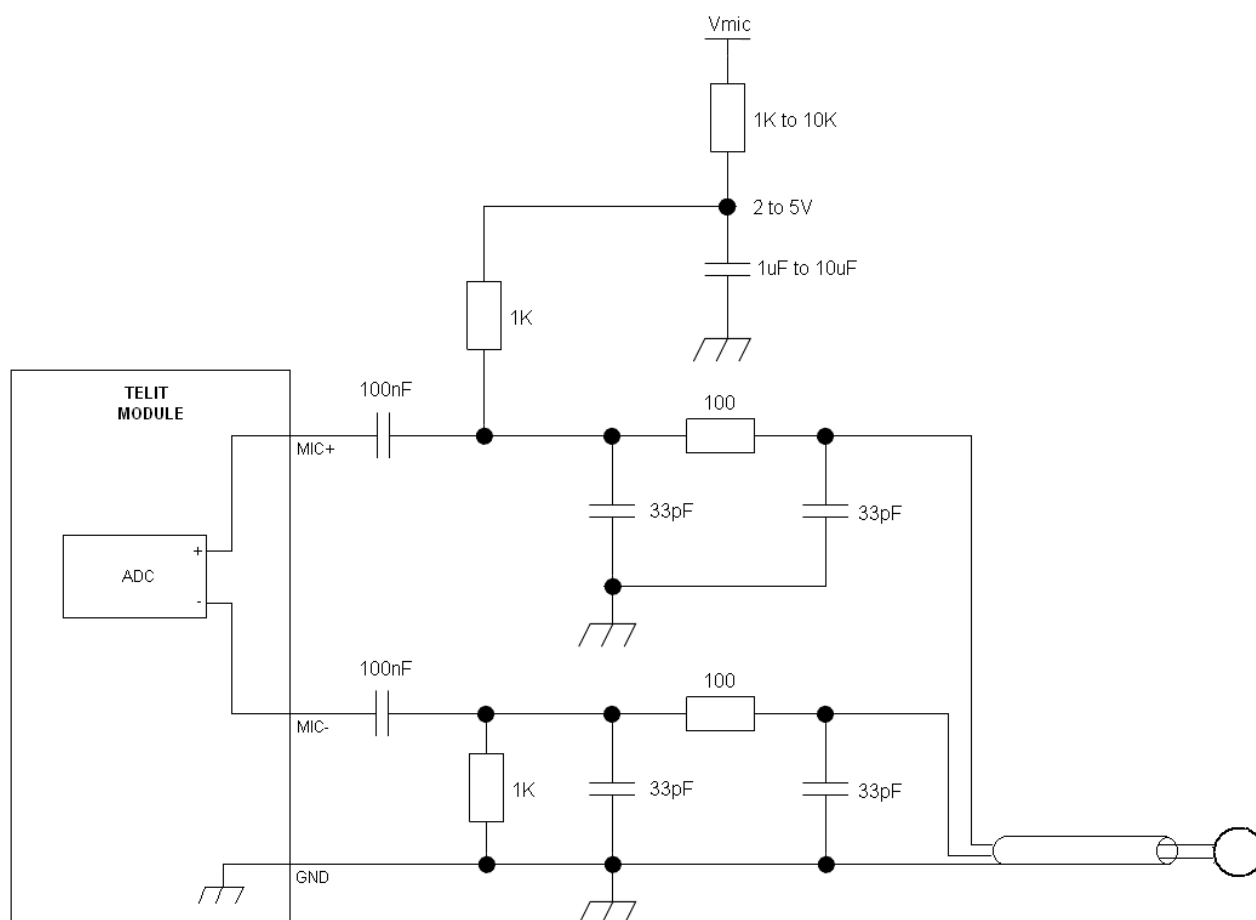 Vmic
1K to 10K
2 to 5V
1uF to 10uF
1K
TELIT
MODULE
100nF
100
MIC+
33pF
33pF
+
ADC
-
100nF
100
MIC-
1K
33pF
33pF
GND